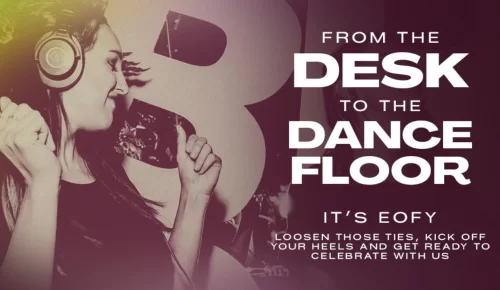 FROM THE
DESK
TO THE
DANCE
FLOOR
IT'S EOFY
LOOSEN THOSE TIES, KICK OFF
YOUR HEELS AND GET READY TO
CELEBRATE WITH US